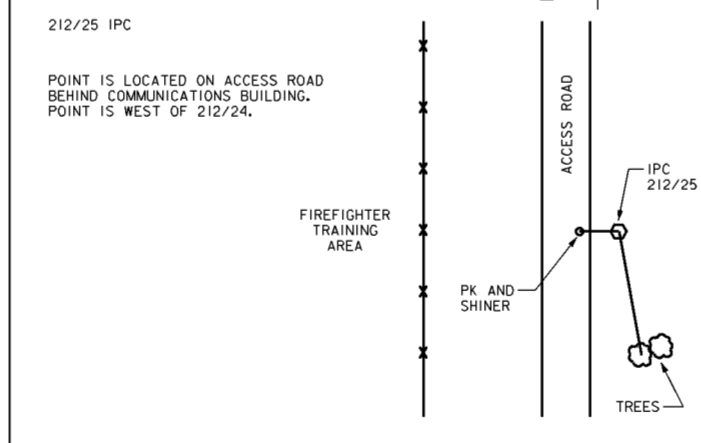 212/25 IPC
POINT IS LOCATED ON ACCESS ROAD
BEHIND COMMUNICATIONS BUILDING.
POINT IS WEST OF 212/24.
ACCESS ROAD
IPC
212/25
FIREFIGHTER
TRAINING
AREA
PK AND
SHINER
TREES